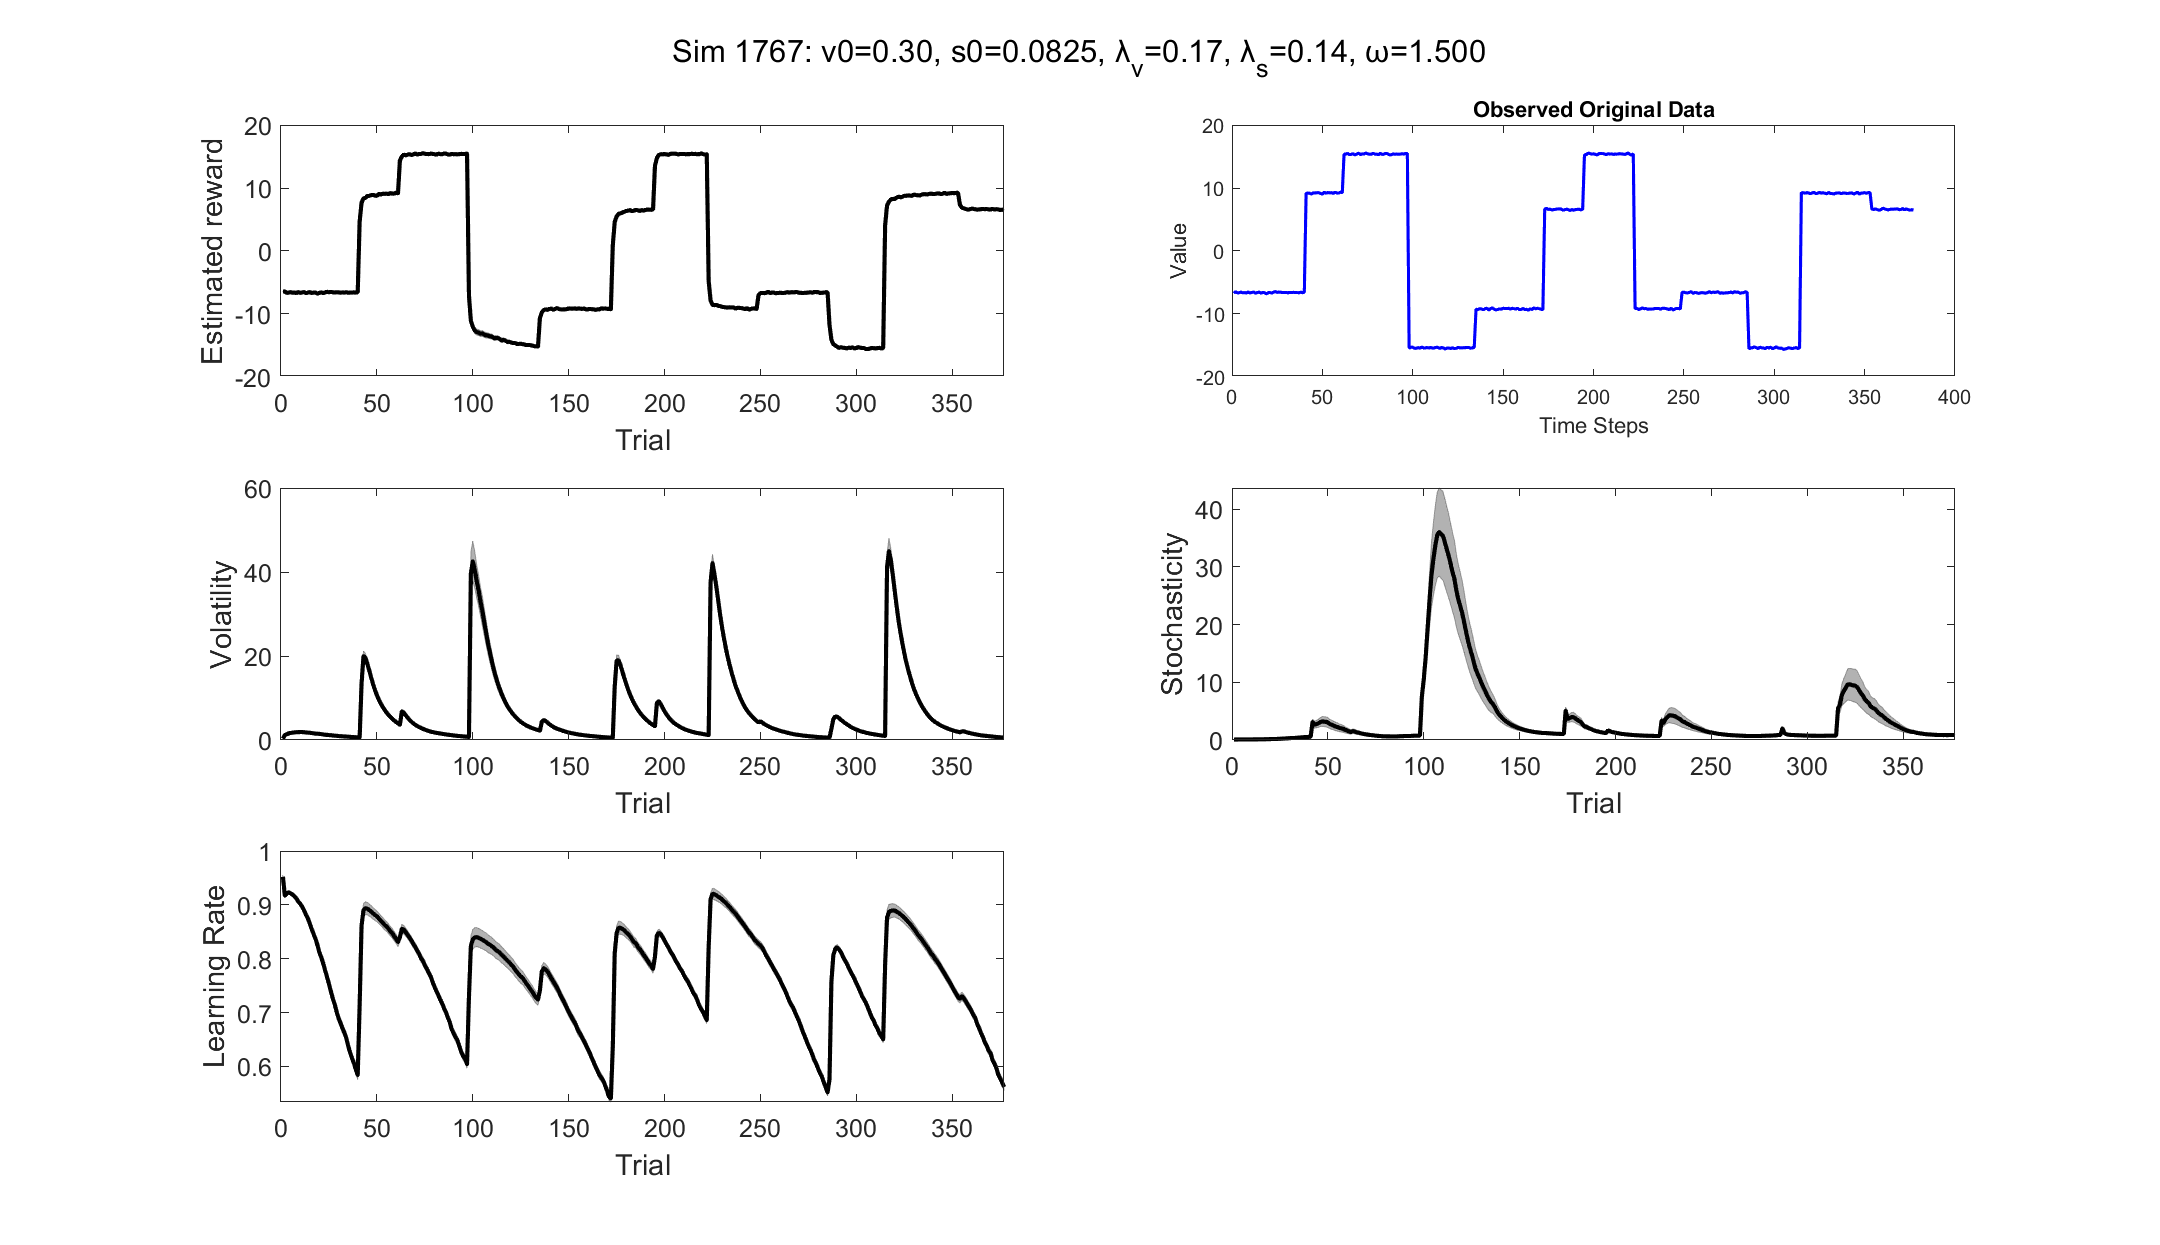 Sim 1767: v0=0.30, s0=0.0825, λ_v=0.17, λ_s=0.14, ω=1.500
Estimated reward
20
10
0
-10
-20
0 50 100 150 200 250 300 350
Trial
Observed Original Data
Value
20
10
0
-10
-20
0 50 100 150 200 250 300 350 400
Time Steps
Volatility
60
40
20
0
0 50 100 150 200 250 300 350
Trial
Stochasticity
40
30
20
10
0
0 50 100 150 200 250 300 350
Trial
Learning Rate
1
0.9
0.8
0.7
0.6
0 50 100 150 200 250 300 350
Trial